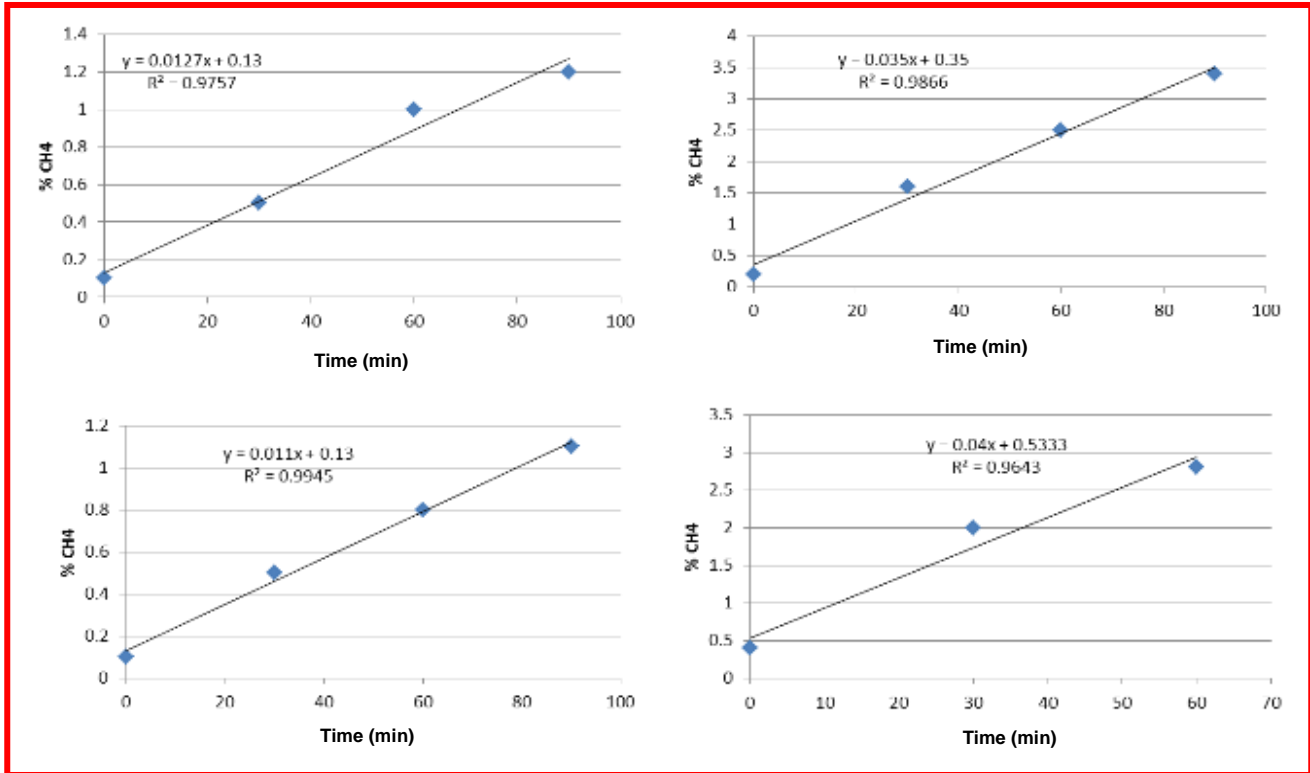 1.4
y = 0.0127x + 0.13
R² = 0.9757
1.2
1
0.8
0.6
0.4
0.2
0
% CH4
0 20 40 60 80 100
Time (min)
4
y = 0.035x + 0.35
R² = 0.9866
3.5
3
2.5
2
1.5
1
0.5
0
% CH4
0 20 40 60 80 100
Time (min)
1.2
y = 0.011x + 0.13
R² = 0.9945
1
0.8
0.6
0.4
0.2
0
% CH4
0 20 40 60 80 100
Time (min)
3.5
y = 0.04x + 0.5333
R² = 0.9643
3
2.5
2
1.5
1
0.5
0
% CH4
0 10 20 30 40 50 60 70
Time (min)